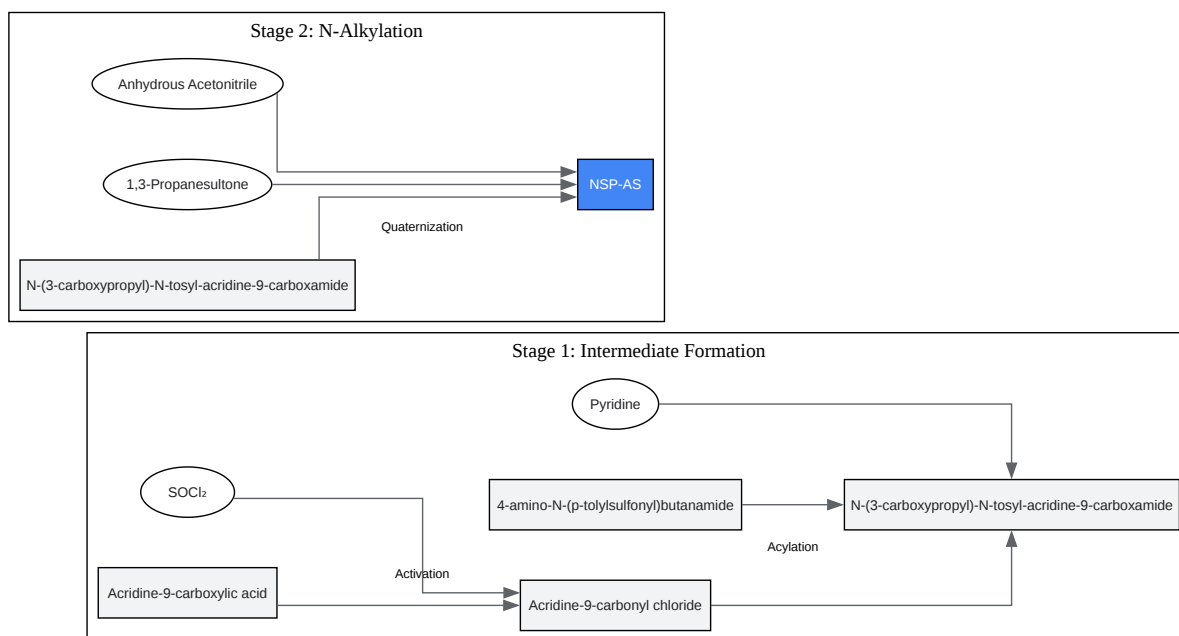 Stage 2: N-Alkylation
Anhydrous Acetonitrile
1,3-Propanesultone
NSP-AS
Quaternization
N-(3-carboxypropyl)-N-tosyl-acridine-9-carboxamide
Stage 1: Intermediate Formation
Pyridine
SOCl₂
4-amino-N-(p-tolylsulfonyl)butanamide
N-(3-carboxypropyl)-N-tosyl-acridine-9-carboxamide
Acylation
Activation
Acridine-9-carboxylic acid
Acridine-9-carbonyl chloride